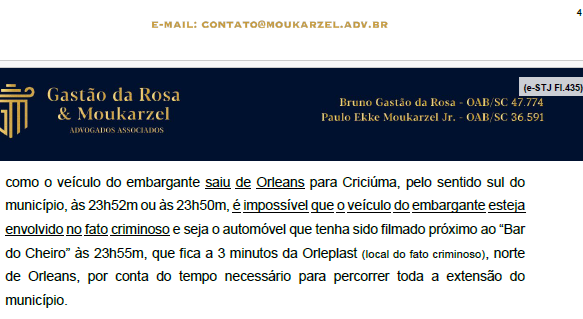 4
E-MAIL: CONTATO@MOUKARZEL.ADV.BR
(e-STJ Fl.435)
Gastão da Rosa
& Moukarzel
ADVOGADOS ASSOCIADOS
Bruno Gastão da Rosa - OAB/SC 47.774
Paulo Ekke Moukarzel Jr. - OAB/SC 36.591
como o veículo do embargante saiu de Orleans para Criciúma, pelo sentido sul do
município, às 23h52m ou às 23h50m, é impossível que o veículo do embargante esteja
envolvido no fato criminoso e seja o automóvel que tenha sido filmado próximo ao “Bar
do Cheiro” às 23h55m, que fica a 3 minutos da Orleplast (local do fato criminoso), norte
de Orleans, por conta do tempo necessário para percorrer toda a extensão do
município.